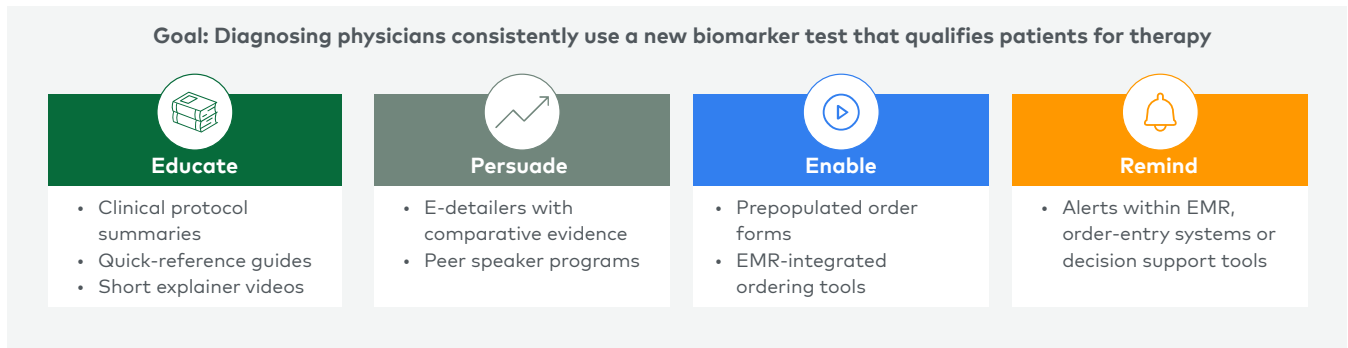 Goal: Diagnosing physicians consistently use a new biomarker test that qualifies patients for therapy
Educate
• Clinical protocol
summaries
• Quick-reference guides
• Short explainer videos
Persuade
• E-detailers with
comparative evidence
• Peer speaker programs
Enable
• Prepopulated order
forms
• EMR-integrated
ordering tools
Remind
• Alerts within EMR,
order-entry systems or
decision support tools